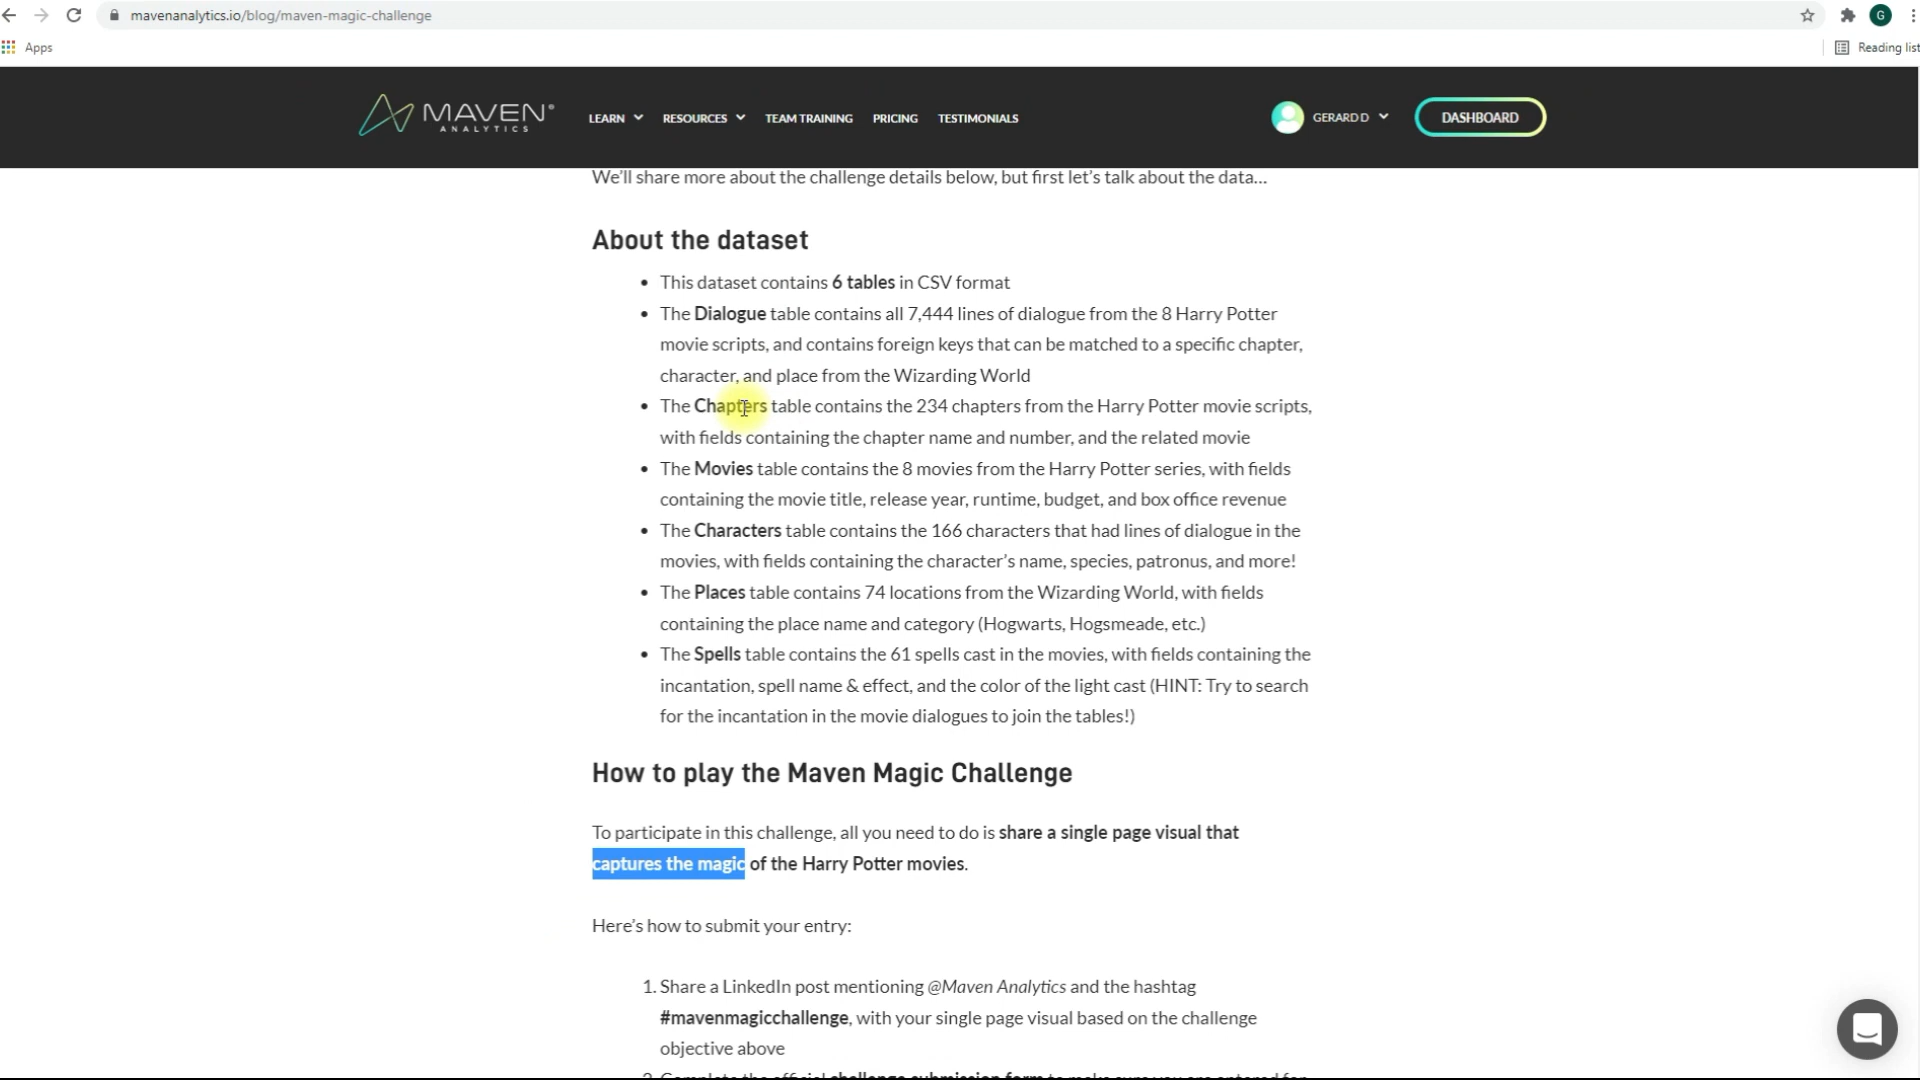 mavenanalytics.io/blog/maven-magic-challenge
G
Apps
Reading list
MAVEN®
ANALYTICS
LEARN
RESOURCES
TEAM TRAINING
PRICING
TESTIMONIALS
GERARD D
DASHBOARD
We'll share more about the challenge details below, but first let's talk about the data...
About the dataset
• This dataset contains 6 tables in CSV format
• The Dialogue table contains all 7,444 lines of dialogue from the 8 Harry Potter
movie scripts, and contains foreign keys that can be matched to a specific chapter,
character, and place from the Wizarding World
• The Chapters table contains the 234 chapters from the Harry Potter movie scripts,
with fields containing the chapter name and number, and the related movie
• The Movies table contains the 8 movies from the Harry Potter series, with fields
containing the movie title, release year, runtime, budget, and box office revenue
• The Characters table contains the 166 characters that had lines of dialogue in the
movies, with fields containing the character's name, species, patronus, and more!
• The Places table contains 74 locations from the Wizarding World, with fields
containing the place name and category (Hogwarts, Hogsmeade, etc.)
• The Spells table contains the 61 spells cast in the movies, with fields containing the
incantation, spell name & effect, and the color of the light cast (HINT: Try to search
for the incantation in the movie dialogues to join the tables!)
How to play the Maven Magic Challenge
To participate in this challenge, all you need to do is share a single page visual that
captures the magic of the Harry Potter movies.
Here's how to submit your entry:
1. Share a LinkedIn post mentioning @Maven Analytics and the hashtag
#mavenmagicchallenge, with your single page visual based on the challenge
objective above
2. Complete the official challenge submission form to make sure you are entered for